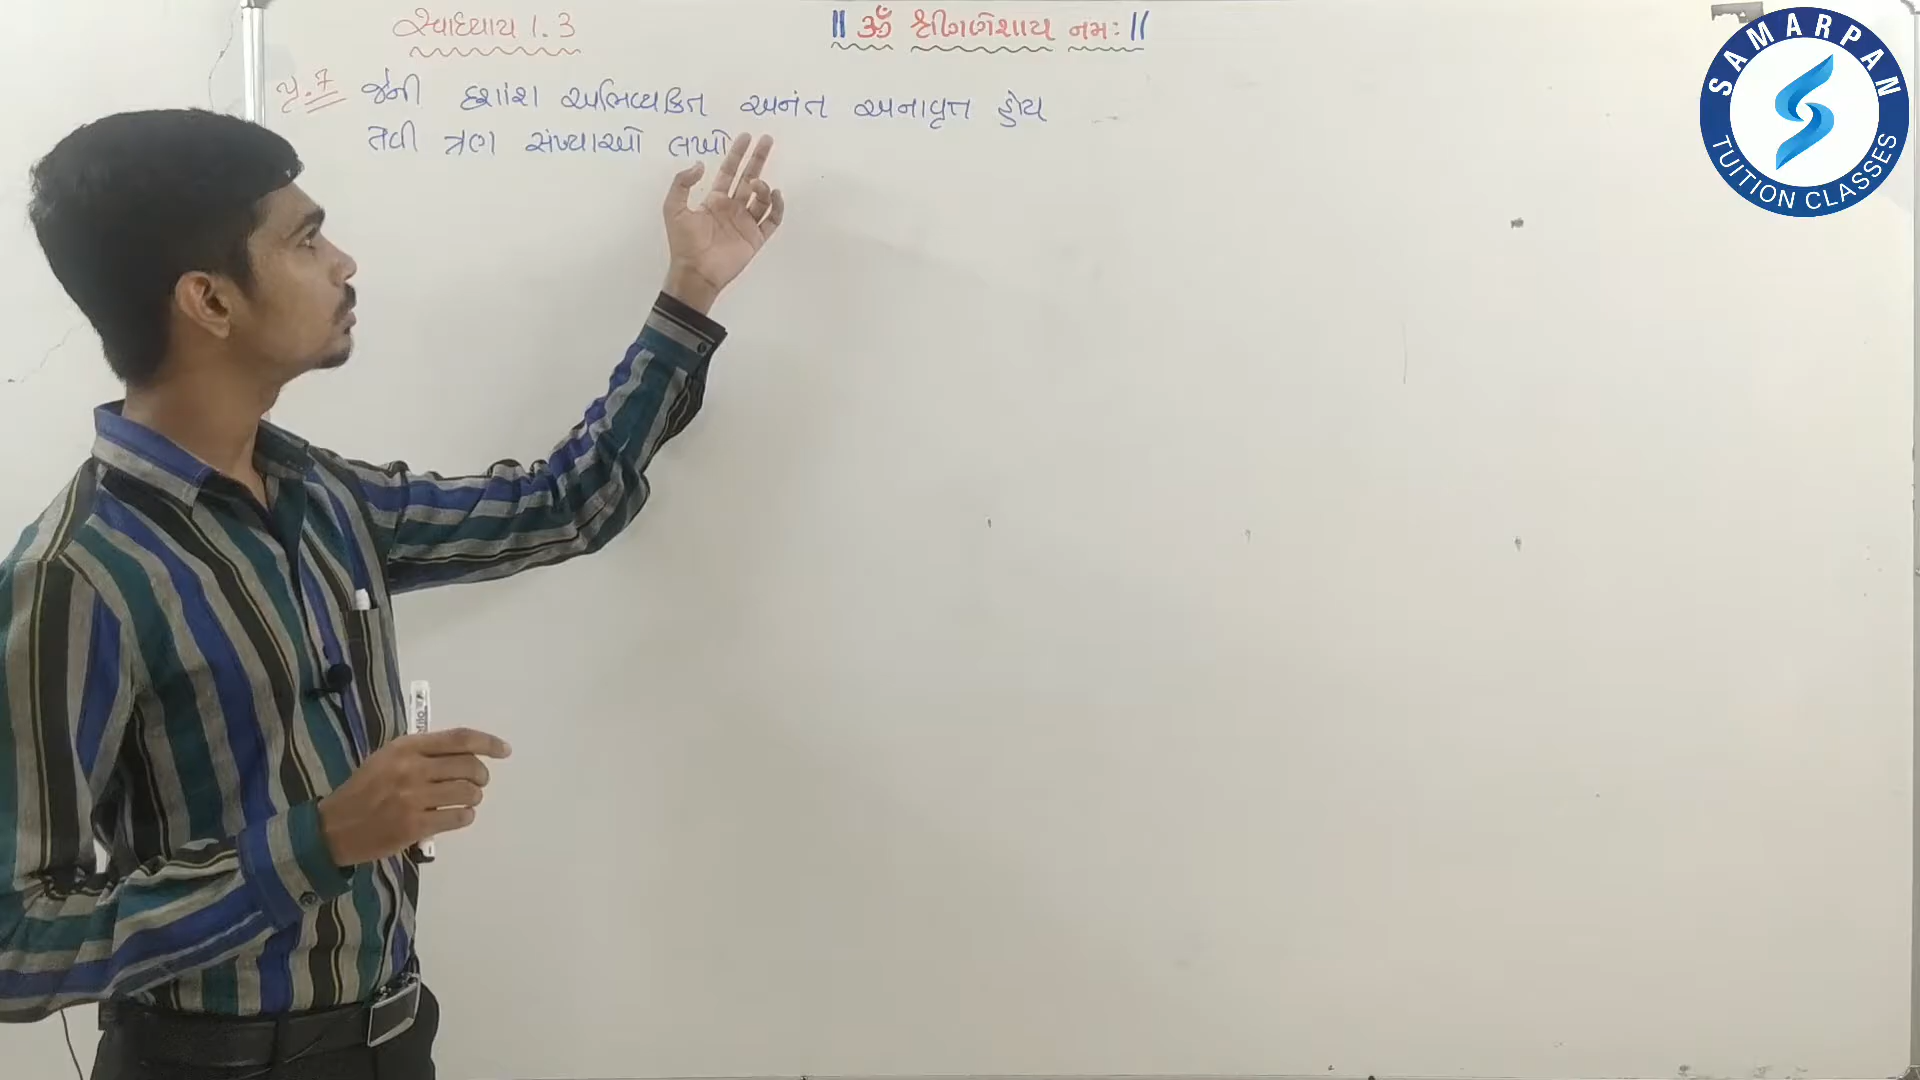 સ્વાધ્યાય 1.3
|| ૐ શ્રીગણેશાય નમઃ ||
પ્ર.7 જેની દશાંશ અભિવ્યક્તિ અનંત અનાવૃત્ત હોય
તેવી ત્રણ સંખ્યાઓ લખો
SAMARPAN
TUITION CLASSES